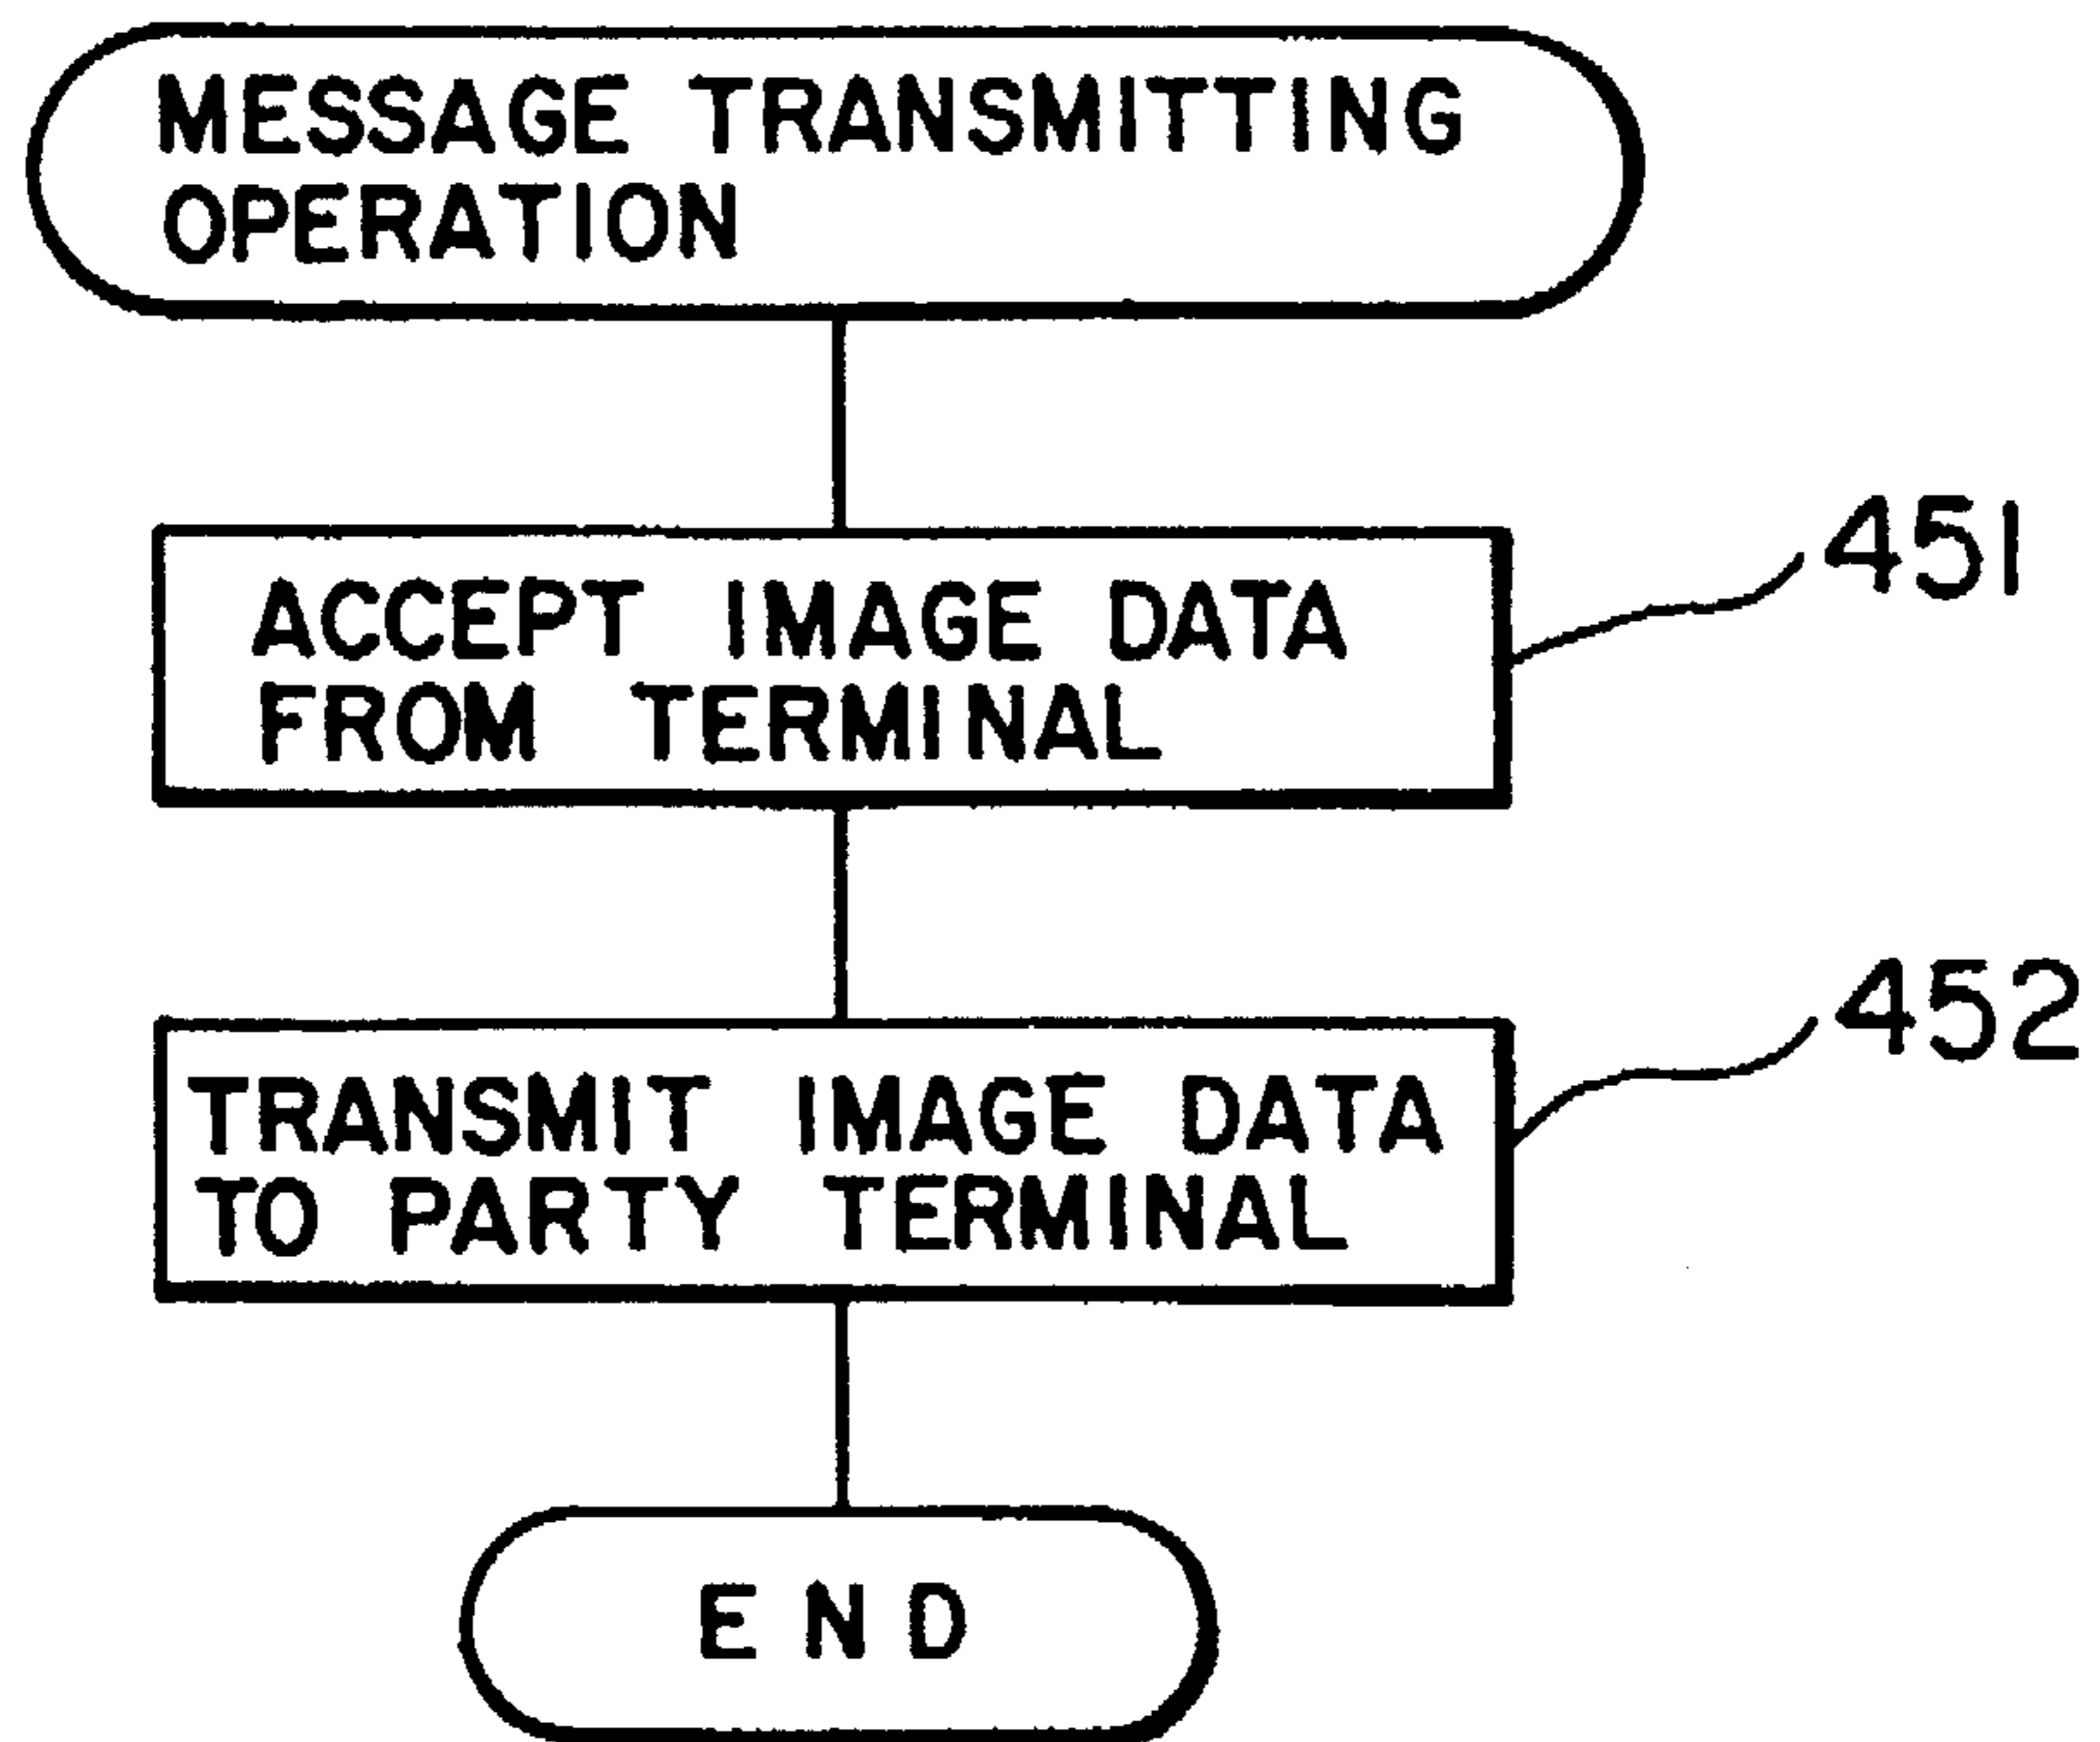 MESSAGE TRANSMITTING
OPERATION
451
ACCEPT IMAGE DATA
FROM TERMINAL
452
TRANSMIT IMAGE DATA
TO PARTY TERMINAL
END